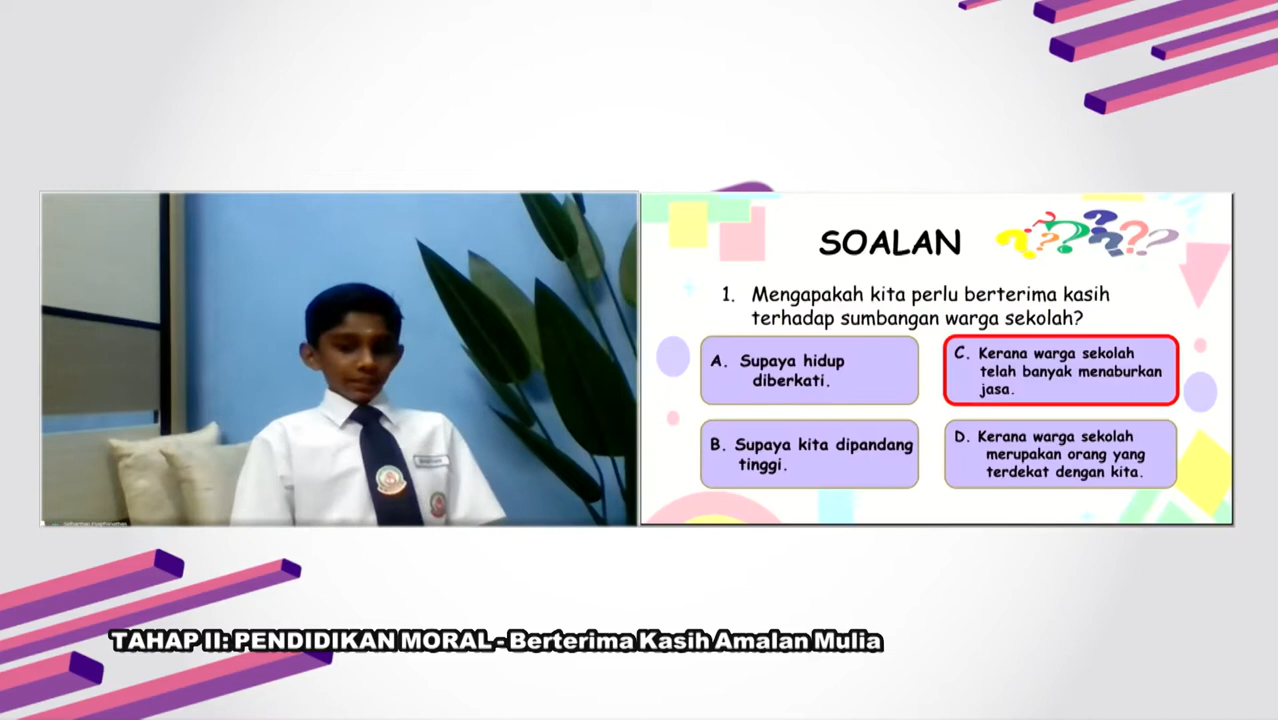 SOALAN
1. Mengapakah kita perlu berterima kasih
terhadap sumbangan warga sekolah?
A. Supaya hidup
diberkati.
C. Kerana warga sekolah
telah banyak menaburkan
jasa.
B. Supaya kita dipandang
tinggi.
D. Kerana warga sekolah
merupakan orang yang
terdekat dengan kita.
TAHAP II: PENDIDIKAN MORAL - Berterima Kasih Amalan Mulia